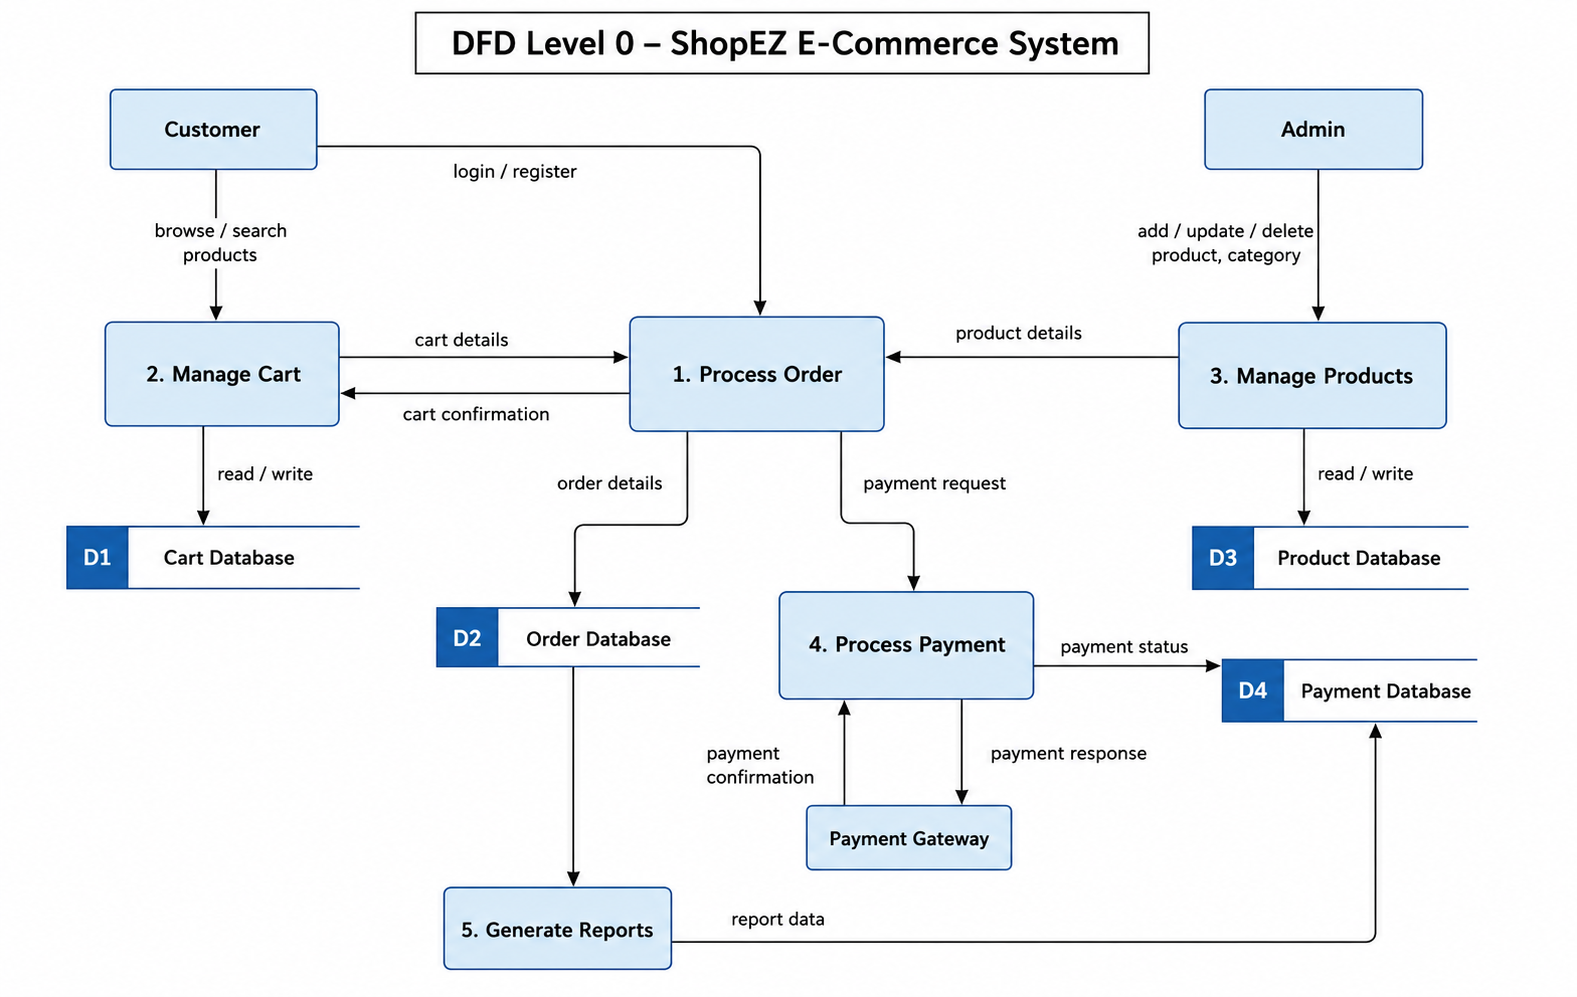 DFD Level 0 – ShopEZ E-Commerce System
Customer
Admin
login / register
browse / search
products
add / update / delete
product, category
2. Manage Cart
cart details
cart confirmation
1. Process Order
product details
3. Manage Products
read / write
order details
payment request
read / write
D1
Cart Database
D3
Product Database
D2
Order Database
4. Process Payment
payment status
D4
Payment Database
payment
confirmation
payment response
Payment Gateway
5. Generate Reports
report data